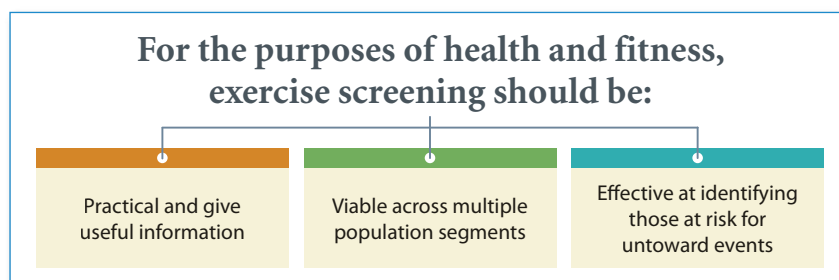 For the purposes of health and fitness,
exercise screening should be:
Practical and give
useful information
Viable across multiple
population segments
Effective at identifying
those at risk for
untoward events